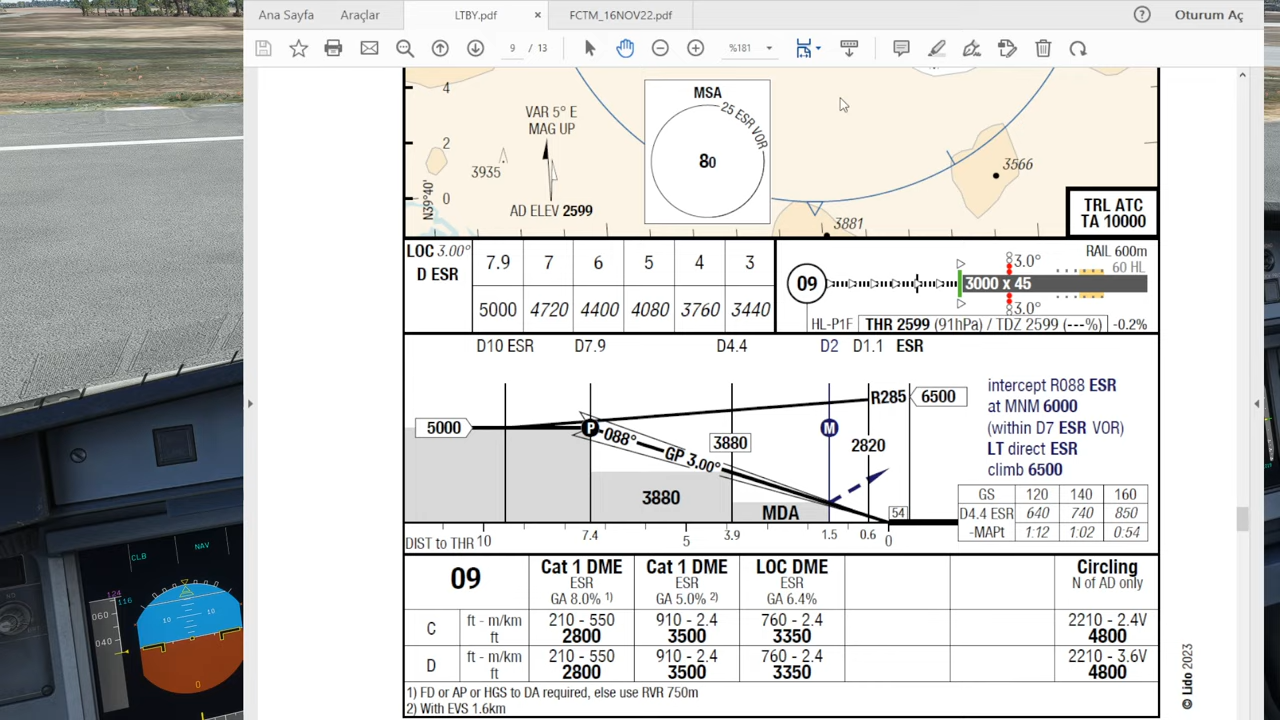 Ana Sayfa Araçlar LTBY.pdf × FCTM_16NOV22.pdf ? Oturum Aç
9 / 13 %181
4
MSA
VAR 5° E
MAG UP
25 ESR VOR
2
3935
80
3566
0
N39°40'
AD ELEV 2599
3881
TRL ATC
TA 10000
LOC 3.00° 7.9 7 6 5 4 3
D ESR
5000 4720 4400 4080 3760 3440
RAIL 600m
60 HL
3.0°
09 3000 x 45
3.0°
HL-P1F THR 2599 (91hPa) / TDZ 2599 (---%) -0.2%
D10 ESR D7.9 D4.4 D2 D1.1 ESR
R285 6500
5000 P 088° GP 3.00° 3880 M 2820
3880 MDA 54
intercept R088 ESR
at MNM 6000
(within D7 ESR VOR)
LT direct ESR
climb 6500
GS 120 140 160
D4.4 ESR 640 740 850
-MAPt 1:12 1:02 0:54
DIST to THR 10 7.4 5 3.9 1.5 0.6 0
09 Cat 1 DME Cat 1 DME LOC DME Circling
ESR ESR ESR N of AD only
GA 8.0% 1) GA 5.0% 2) GA 6.4%
C ft - m/km 210 - 550 910 - 2.4 760 - 2.4 2210 - 2.4V
ft 2800 3500 3350 4800
D ft - m/km 210 - 550 910 - 2.4 760 - 2.4 2210 - 3.6V
ft 2800 3500 3350 4800
1) FD or AP or HGS to DA required, else use RVR 750m
2) With EVS 1.6km
© Lido 2023
CLB NAV
124
116
060
040
10 10
0